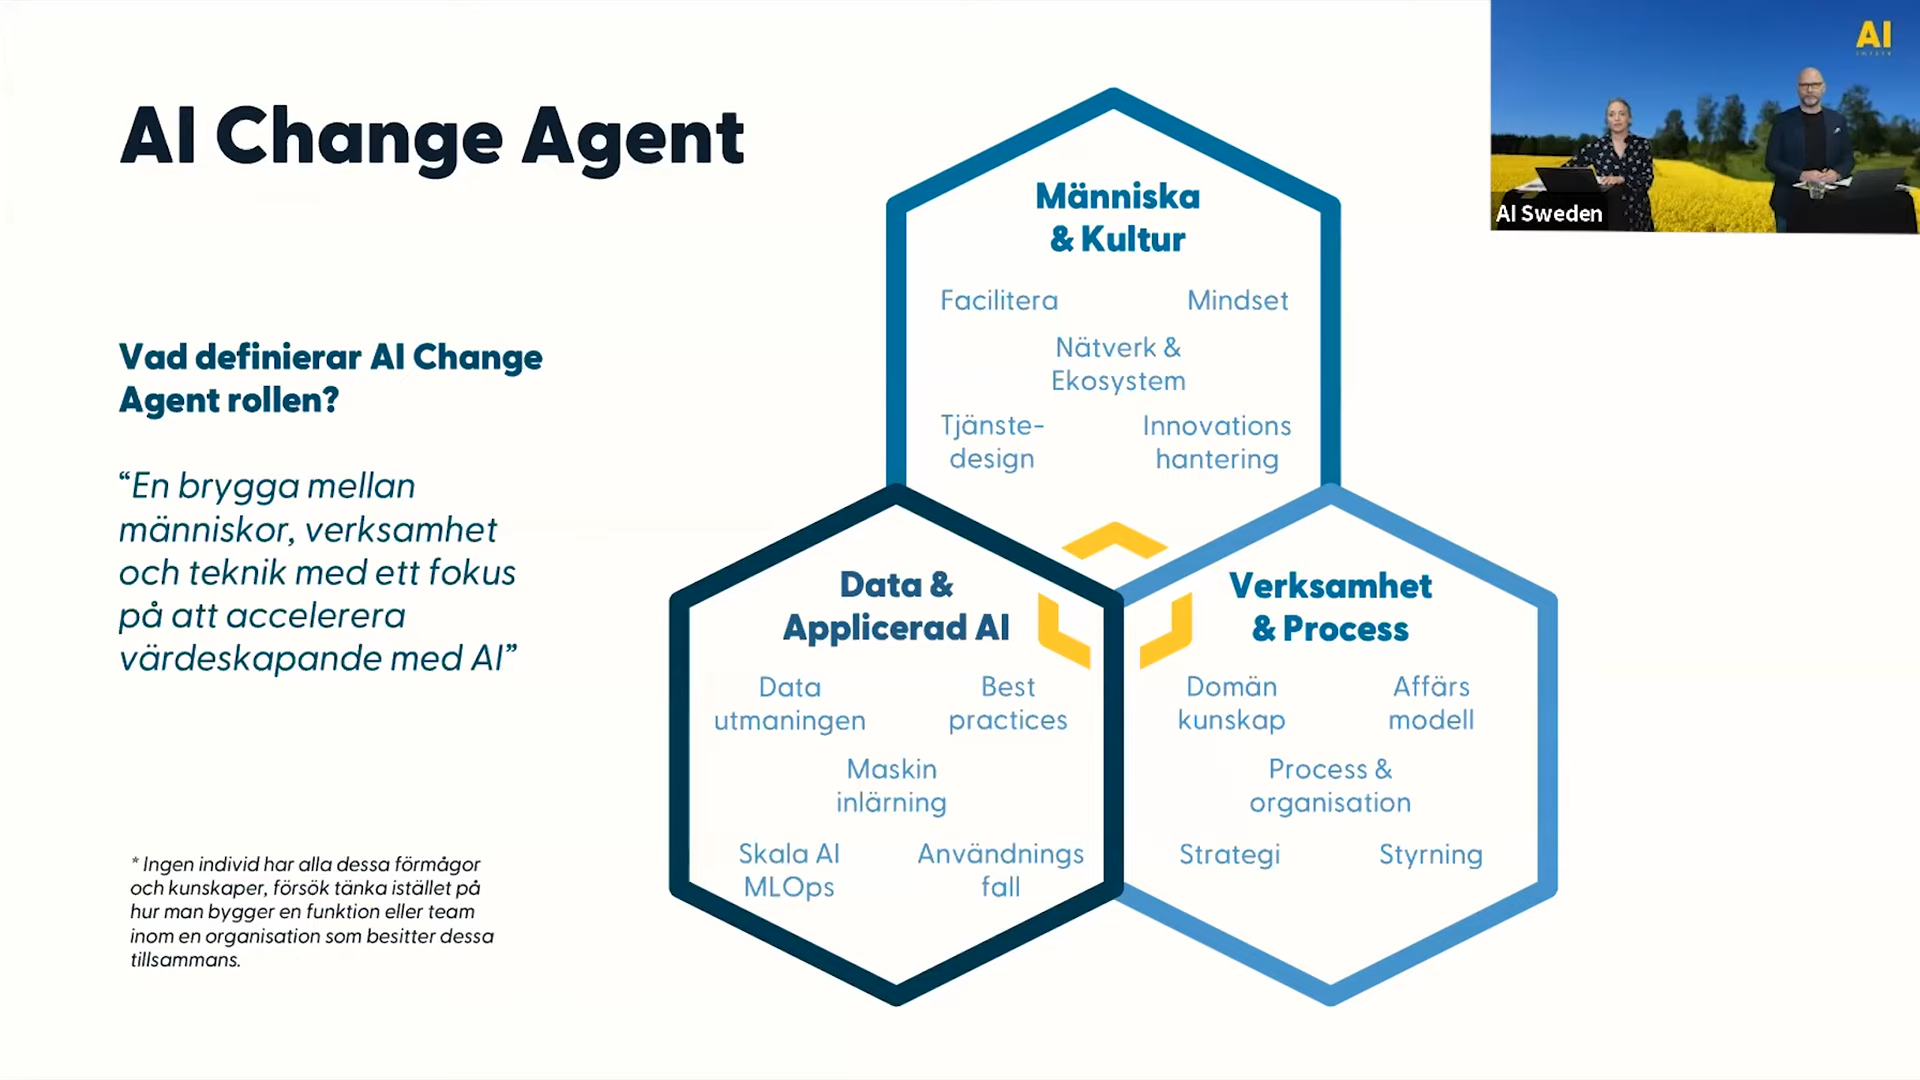 AI Change Agent
Vad definierar AI Change
Agent rollen?
“En brygga mellan
människor, verksamhet
och teknik med ett fokus
på att accelerera
värdeskapande med AI”
* Ingen individ har alla dessa förmågor
och kunskaper, försök tänka istället på
hur man bygger en funktion eller team
inom en organisation som besitter dessa
tillsammans.
Människa
& Kultur
Facilitera
Mindset
Nätverk &
Ekosystem
Tjänste-
design
Innovations
hantering
Data &
Applicerad AI
Data
utmaningen
Best
practices
Maskin
inlärning
Skala AI
MLOps
Användnings
fall
Verksamhet
& Process
Domän
kunskap
Affärs
modell
Process &
organisation
Strategi
Styrning
AI
AI Sweden